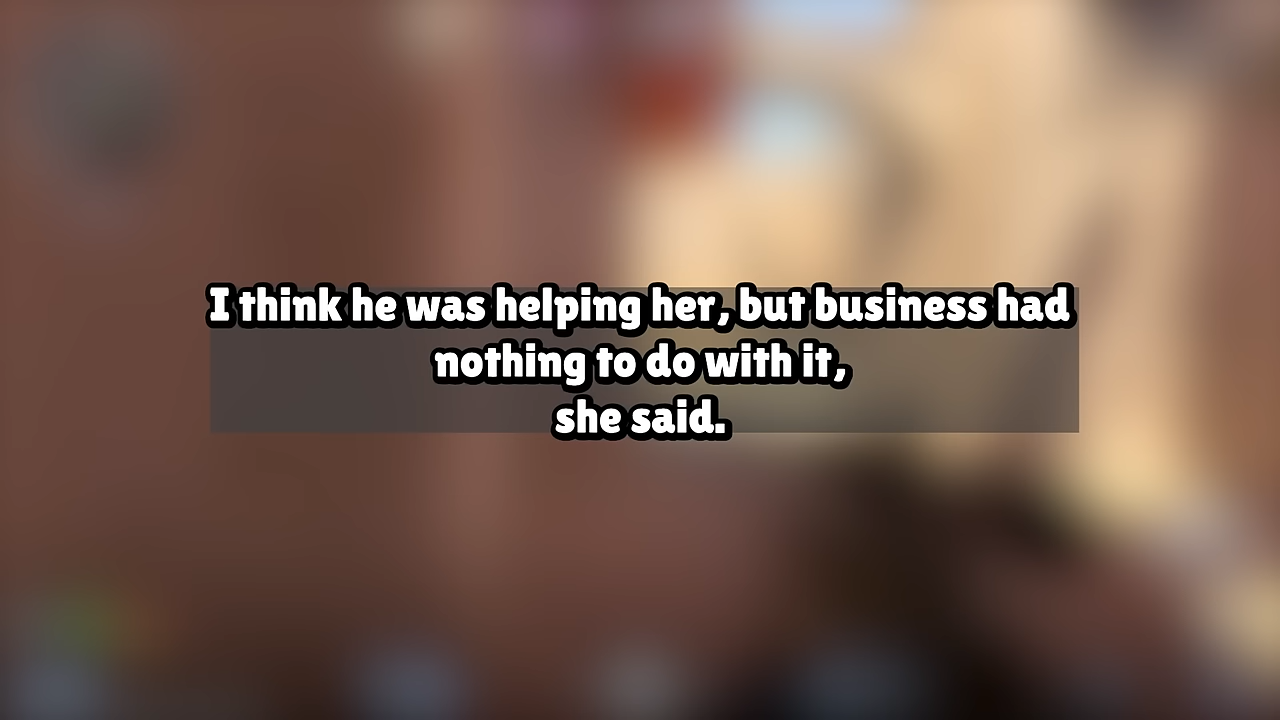 I think he was helping her, but business had
nothing to do with it,
she said.